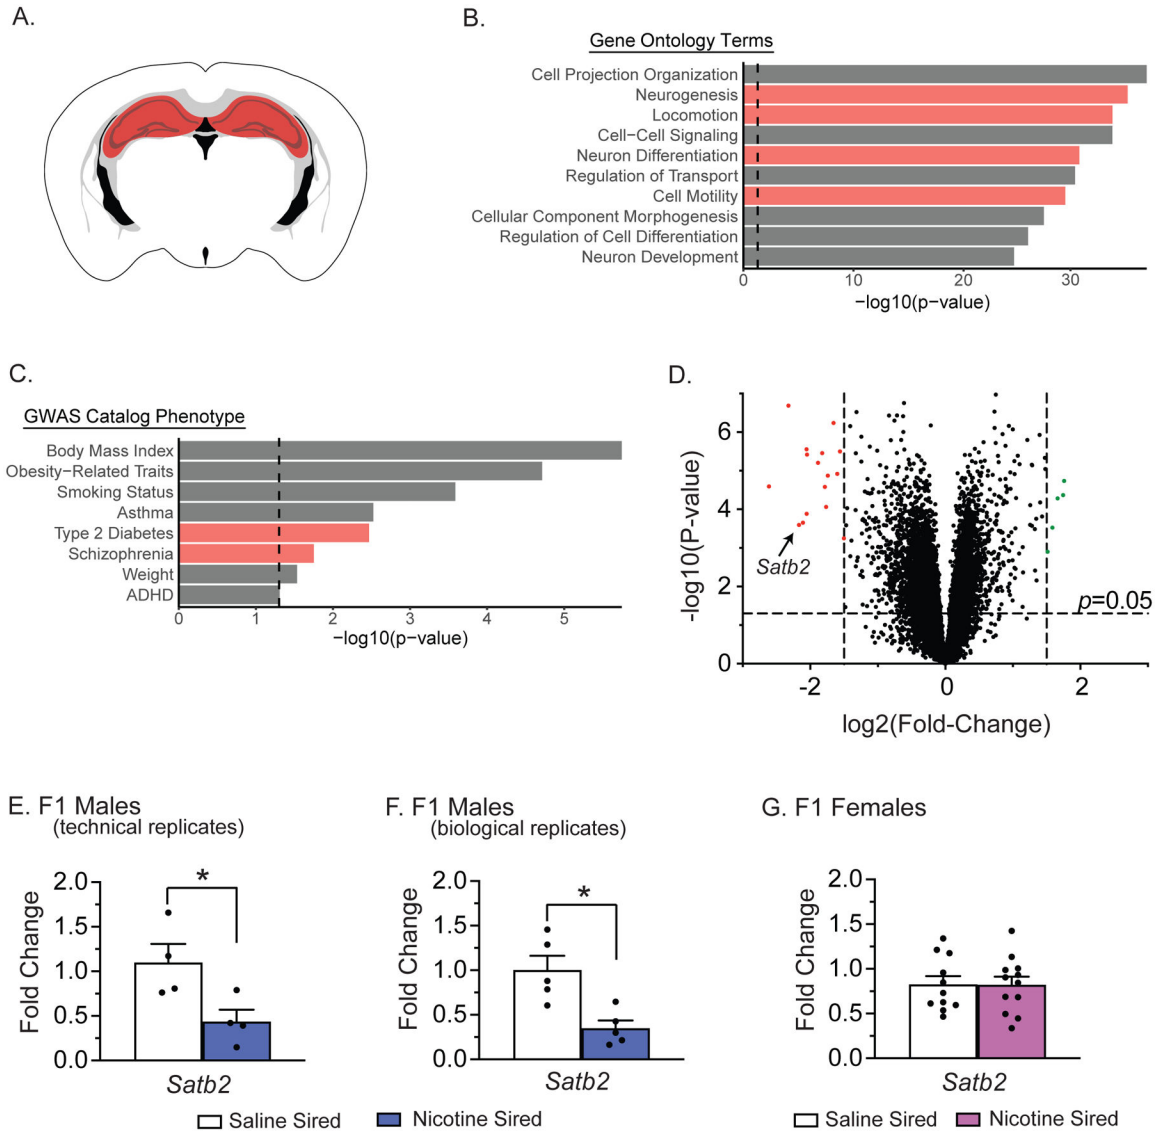 A.
B.
Gene Ontology Terms
Cell Projection Organization
Neurogenesis
Locomotion
Cell−Cell Signaling
Neuron Differentiation
Regulation of Transport
Cell Motility
Cellular Component Morphogenesis
Regulation of Cell Differentiation
Neuron Development
0 10 20 30
−log10(p−value)
C.
GWAS Catalog Phenotype
Body Mass Index
Obesity−Related Traits
Smoking Status
Asthma
Type 2 Diabetes
Schizophrenia
Weight
ADHD
0 1 2 3 4 5
−log10(p−value)
D.
-log10(P-value)
6
4
2
0
Satb2
p=0.05
-2 0 2
log2(Fold-Change)
E. F1 Males
(technical replicates)
Fold Change
2.0
1.5
1.0
0.5
0.0
*
Satb2
F. F1 Males
(biological replicates)
Fold Change
2.0
1.5
1.0
0.5
0.0
*
Satb2
Saline Sired
Nicotine Sired
G. F1 Females
Fold Change
2.0
1.5
1.0
0.5
0.0
Satb2
Saline Sired
Nicotine Sired